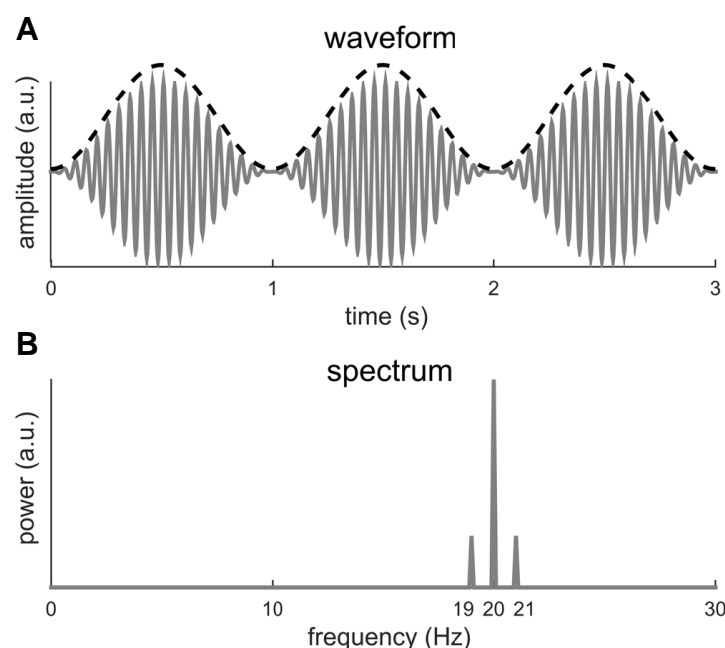 A
waveform
amplitude (a.u.)
0 1 2 3
time (s)
B
spectrum
power (a.u.)
0 10 19 20 21 30
frequency (Hz)